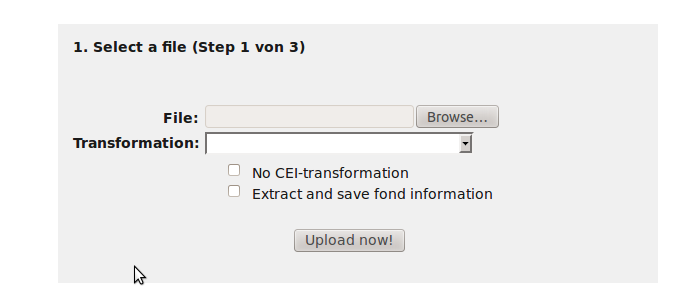 1. Select a file (Step 1 von 3)
File: Browse...
Transformation:
No CEI-transformation
Extract and save fond information
Upload now!